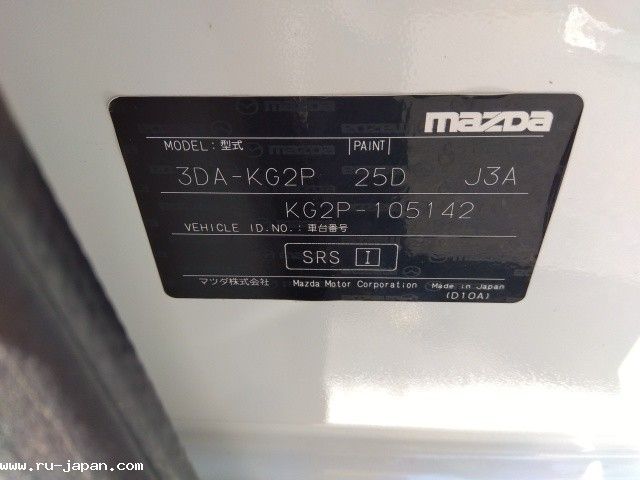 mazda
MODEL:型式 PAINT
3DA-KG2P 25D J3A
KG2P-105142
VEHICLE ID.NO.:車台番号
SRS I
マツダ株式会社 Mazda Motor Corporation Made in Japan
(D10A)
www.ru-japan.com